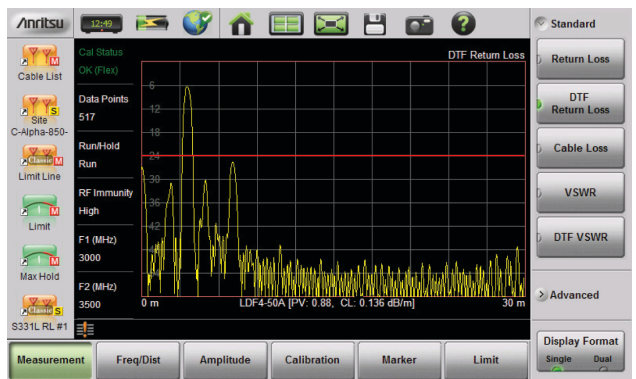 Anritsu
12:49
Standard
Cable List
Site
C-Alpha-850-
Classic
Limit Line
Limit
Max Hold
S331L RL #1
M
S
M
M
M
S
Cal Status
OK (Flex)
Data Points
517
Run/Hold
Run
RF Immunity
High
F1 (MHz)
3000
F2 (MHz)
3500
DTF Return Loss
6
12
18
24
30
36
42
0 m
LDF4-50A [PV: 0.88, CL: 0.136 dB/m]
30 m
Return Loss
DTF
Return Loss
Cable Loss
VSWR
DTF VSWR
Advanced
Display Format
Single Dual
Measurement
Freq/Dist
Amplitude
Calibration
Marker
Limit